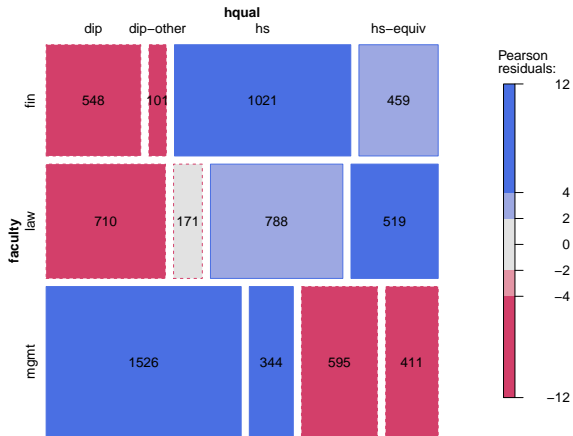 hqual
dip dip-other hs hs-equiv
Pearson
residuals:
faculty
fin law mgmt
548 101 1021 459
710 171 788 519
1526 344 595 411
12
4
2
0
−2
−4
−12